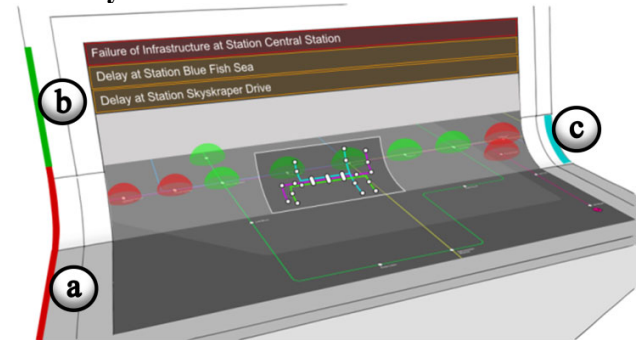 Failure of Infrastructure at Station Central Station
Delay at Station Blue Fish Sea
Delay at Station Skyskraper Drive
b
c
a